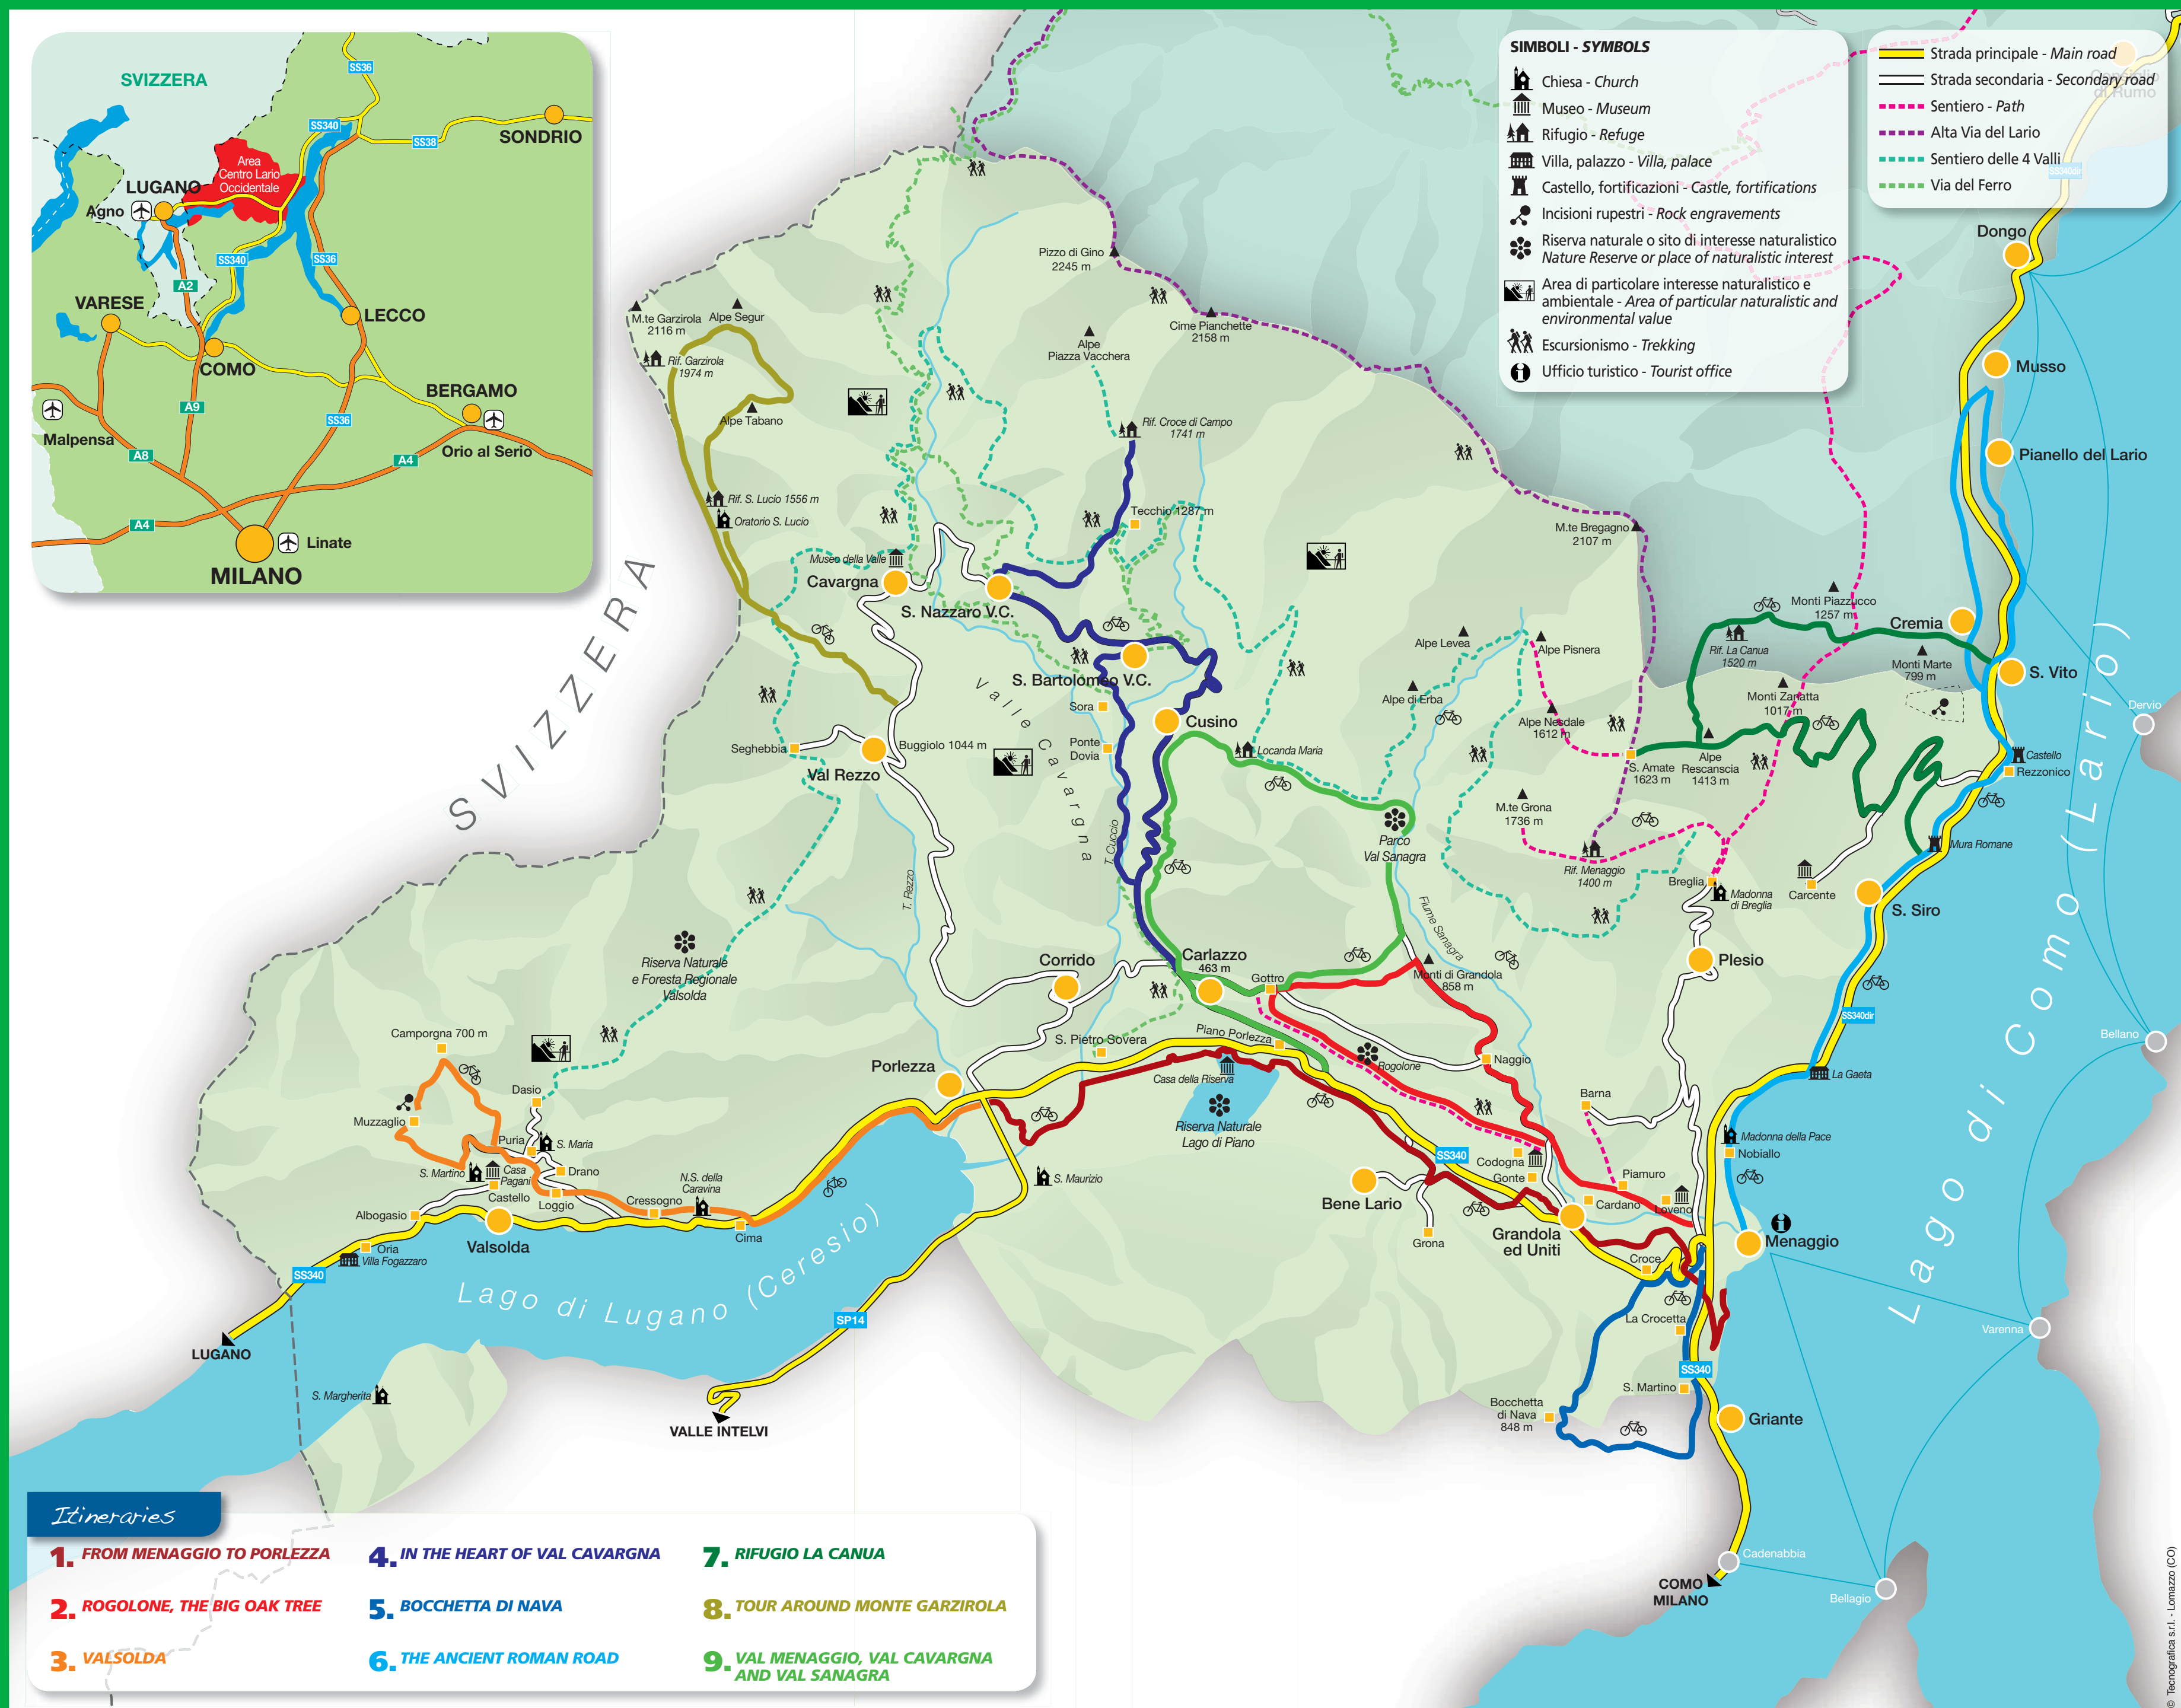 SVIZZERA
SS36
SS340
SS38
SONDRIO
Area
Centro Lario
Occidentale
LUGANO
Agno
SS340
SS36
A2
VARESE
LECCO
COMO
BERGAMO
A9
SS36
Malpensa
Orio al Serio
A8
A4
A4
Linate
MILANO
SIMBOLI - SYMBOLS
Chiesa - Church
Museo - Museum
Rifugio - Refuge
Villa, palazzo - Villa, palace
Castello, fortificazioni - Castle, fortifications
Incisioni rupestri - Rock engravements
Riserva naturale o sito di interesse naturalistico
Nature Reserve or place of naturalistic interest
Area di particolare interesse naturalistico e
ambientale - Area of particular naturalistic and
environmental value
Escursionismo - Trekking
Ufficio turistico - Tourist office
Strada principale - Main road
Strada secondaria - Secondary road
Sentiero - Path
Alta Via del Lario
Sentiero delle 4 Valli
Via del Ferro
di Rumo
SS340dir
Dongo
Musso
Pianello del Lario
Pizzo di Gino
2245 m
Cime Pianchette
2158 m
M.te Garzirola
2116 m
Alpe Segur
Rif. Garzirola
1974 m
Alpe
Piazza Vacchera
Alpe Tabano
Rif. Croce di Campo
1741 m
Rif. S. Lucio 1556 m
Oratorio S. Lucio
Tecchio 1287 m
M.te Bregagno
2107 m
SVIZZERA
Museo della Valle
Cavargna
S. Nazzaro V.C.
Monti Piazzucco
1257 m
Cremia
Alpe Levea
Alpe Pisnera
Rif. La Canua
1520 m
Monti Marte
799 m
S. Vito
S. Bartolomeo V.C.
Alpe di Erba
Monti Zanatta
1017 m
Dervio
Sora
Cusino
Alpe Nesdale
1612 m
Valle Cavargna
Seghebbia
Buggiolo 1044 m
Ponte
Dovia
Locanda Maria
Val Rezzo
S. Amate
1623 m
Alpe
Rescanscia
1413 m
Castello
Rezzonico
M.te Grona
1736 m
Parco
Val Sanagra
T. Cuccio
Mura Romane
Rif. Menaggio
1400 m
T. Rezzo
Breglia
Madonna
di Breglia
Carcente
S. Siro
Fiume Sanagra
Riserva Naturale
e Foresta Regionale
Valsolda
Corrido
Carlazzo
463 m
Gottro
Monti di Grandola
858 m
Plesio
SS340dir
Lago di Como (Lario)
Bellano
Camporgna 700 m
S. Pietro Sovera
Piano Porlezza
Porlezza
Casa della Riserva
Rogolone
Naggio
La Gaeta
Dasio
Barna
Muzzaglio
Puria
S. Maria
Riserva Naturale
Lago di Piano
Madonna della Pace
Nobiallo
S. Martino
Casa
Pagani
Drano
S. Maurizio
SS340
Codogna
Gonte
Piamuro
Castello
Loggio
N.S. della
Caravina
Cressogno
Bene Lario
Cardano
Loveno
Albogasio
Valsolda
Cima
Grona
Grandola
ed Uniti
Menaggio
Oria
Villa Fogazzaro
Croce
SS340
Lago di Lugano (Ceresio)
SP14
La Crocetta
Varenna
LUGANO
SS340
S. Margherita
S. Martino
Bocchetta
di Nava
848 m
Griante
VALLE INTELVI
Cadenabbia
COMO
MILANO
Bellagio
Itineraries
1. FROM MENAGGIO TO PORLEZZA
2. ROGOLONE, THE BIG OAK TREE
3. VALSOLDA
4. IN THE HEART OF VAL CAVARGNA
5. BOCCHETTA DI NAVA
6. THE ANCIENT ROMAN ROAD
7. RIFUGIO LA CANUA
8. TOUR AROUND MONTE GARZIROLA
9. VAL MENAGGIO, VAL CAVARGNA
AND VAL SANAGRA
© Tecnografica s.r.l. - Lomazzo (CO)